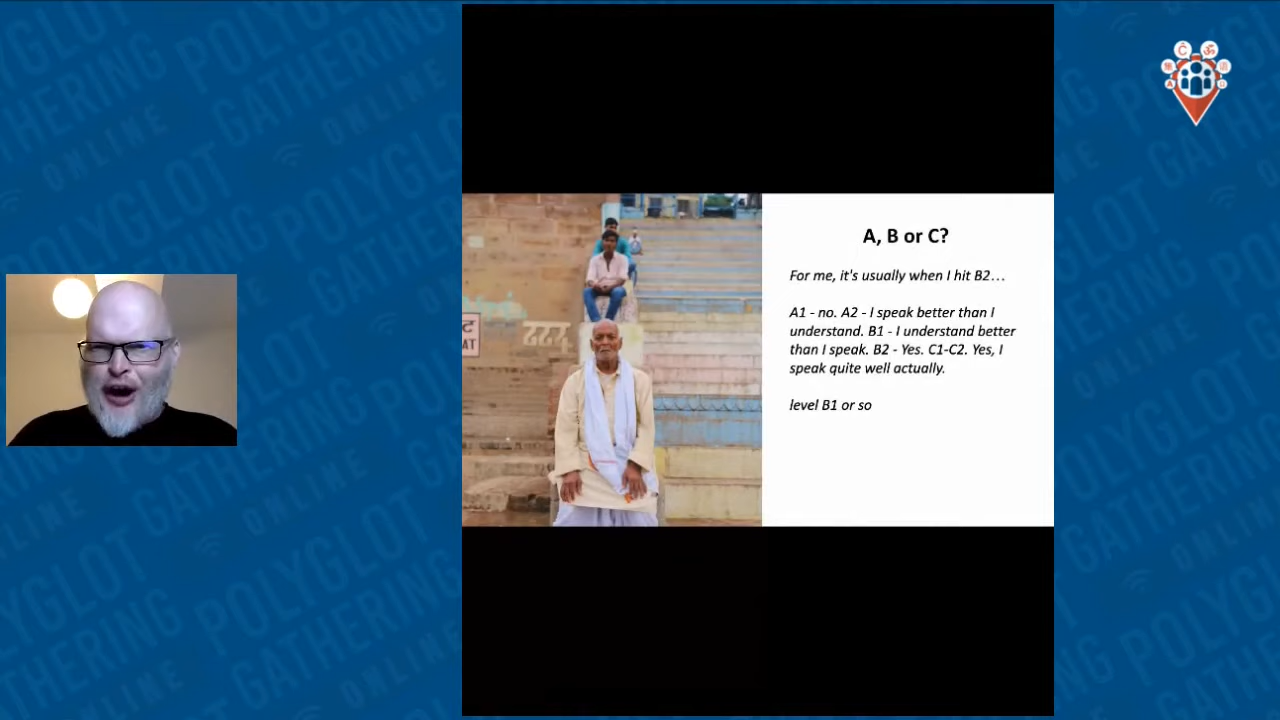 POLYGLOT
GATHERING
ONLINE
A, B or C?
For me, it's usually when I hit B2…
A1 - no. A2 - I speak better than I
understand. B1 - I understand better
than I speak. B2 - Yes. C1-C2. Yes, I
speak quite well actually.
level B1 or so